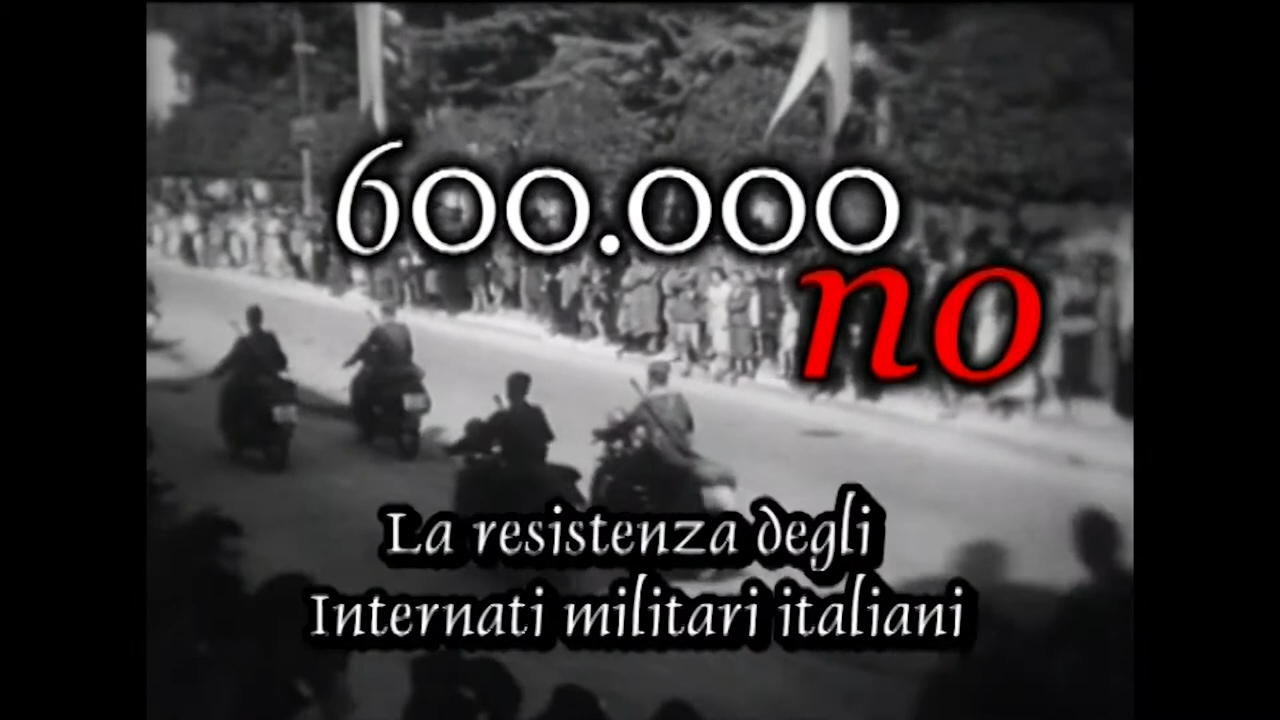 600.000
no
La resistenza degli
Internati militari italiani